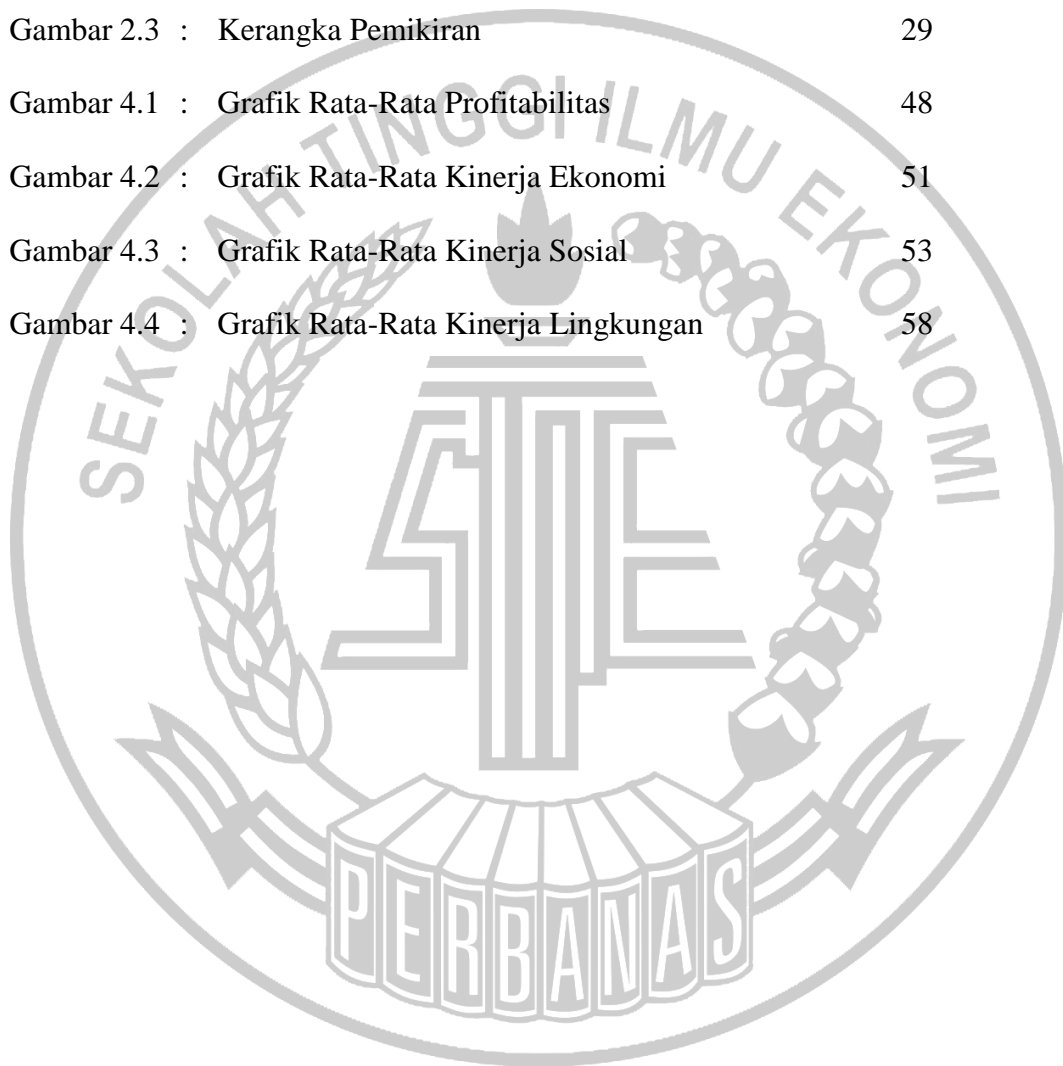 Gambar 2.3 : Kerangka Pemikiran 29
Gambar 4.1 : Grafik Rata-Rata Profitabilitas 48
Gambar 4.2 : Grafik Rata-Rata Kinerja Ekonomi 51
Gambar 4.3 : Grafik Rata-Rata Kinerja Sosial 53
Gambar 4.4 : Grafik Rata-Rata Kinerja Lingkungan 58
SEKOLAH TINGGI ILMU EKONOMI
STIE
PERBANAS